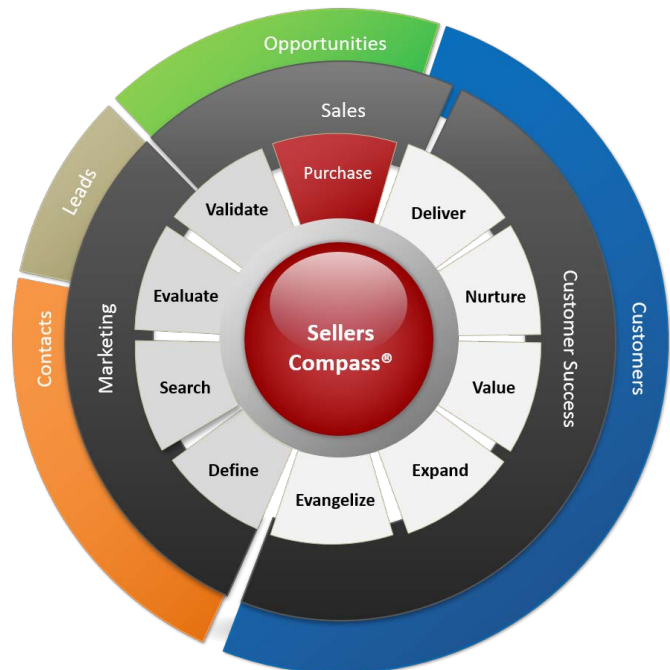 Opportunities
Sales
Purchase
Leads
Validate
Deliver
Evaluate
Nurture
Contacts
Marketing
Sellers
Compass®
Customer Success
Customers
Search
Value
Define
Expand
Evangelize